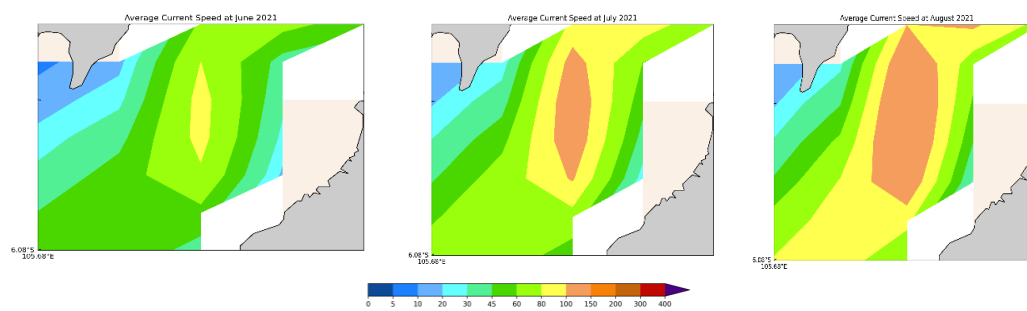 Average Current Speed at June 2021
6.08°S
105.68°E
Average Current Speed at July 2021
6.08°S
105.68°E
Average Current Speed at August 2021
6.08°S
105.68°E
0 5 10 20 30 45 60 80 100 150 200 300 400